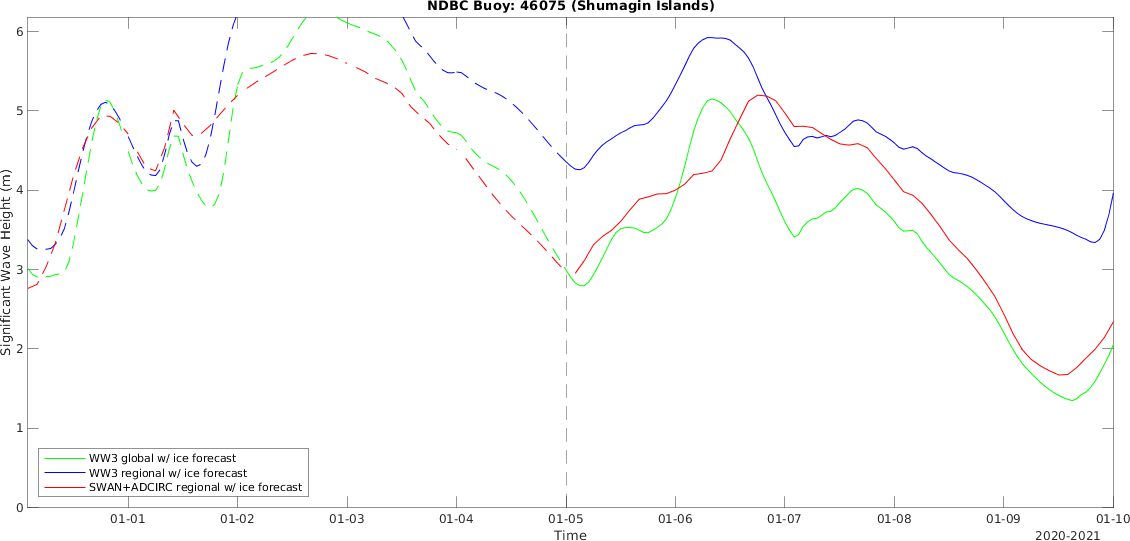 NDBC Buoy: 46075 (Shumagin Islands)
6
5
4
3
2
1
0
Significant Wave Height (m)
WW3 global w/ ice forecast
WW3 regional w/ ice forecast
SWAN+ADCIRC regional w/ ice forecast
01-01 01-02 01-03 01-04 01-05 01-06 01-07 01-08 01-09 01-10
Time
2020-2021